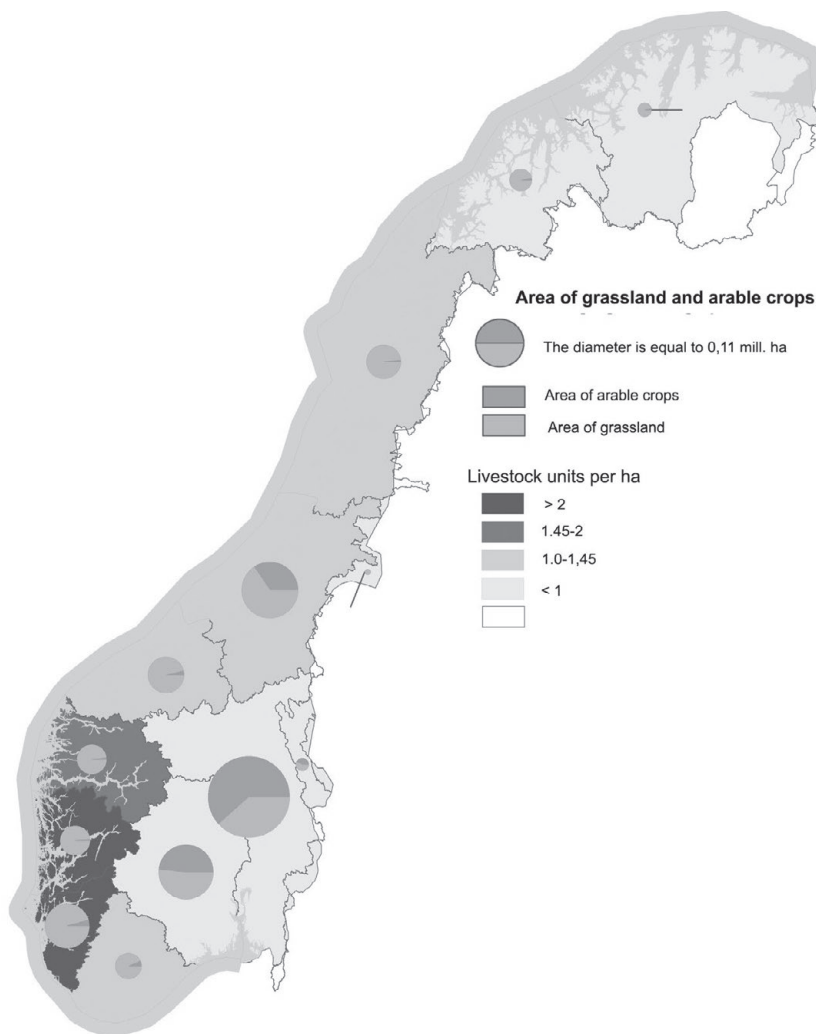 Area of grassland and arable crops
The diameter is equal to 0,11 mill. ha
Area of arable crops
Area of grassland
Livestock units per ha
> 2
1.45-2
1.0-1,45
< 1